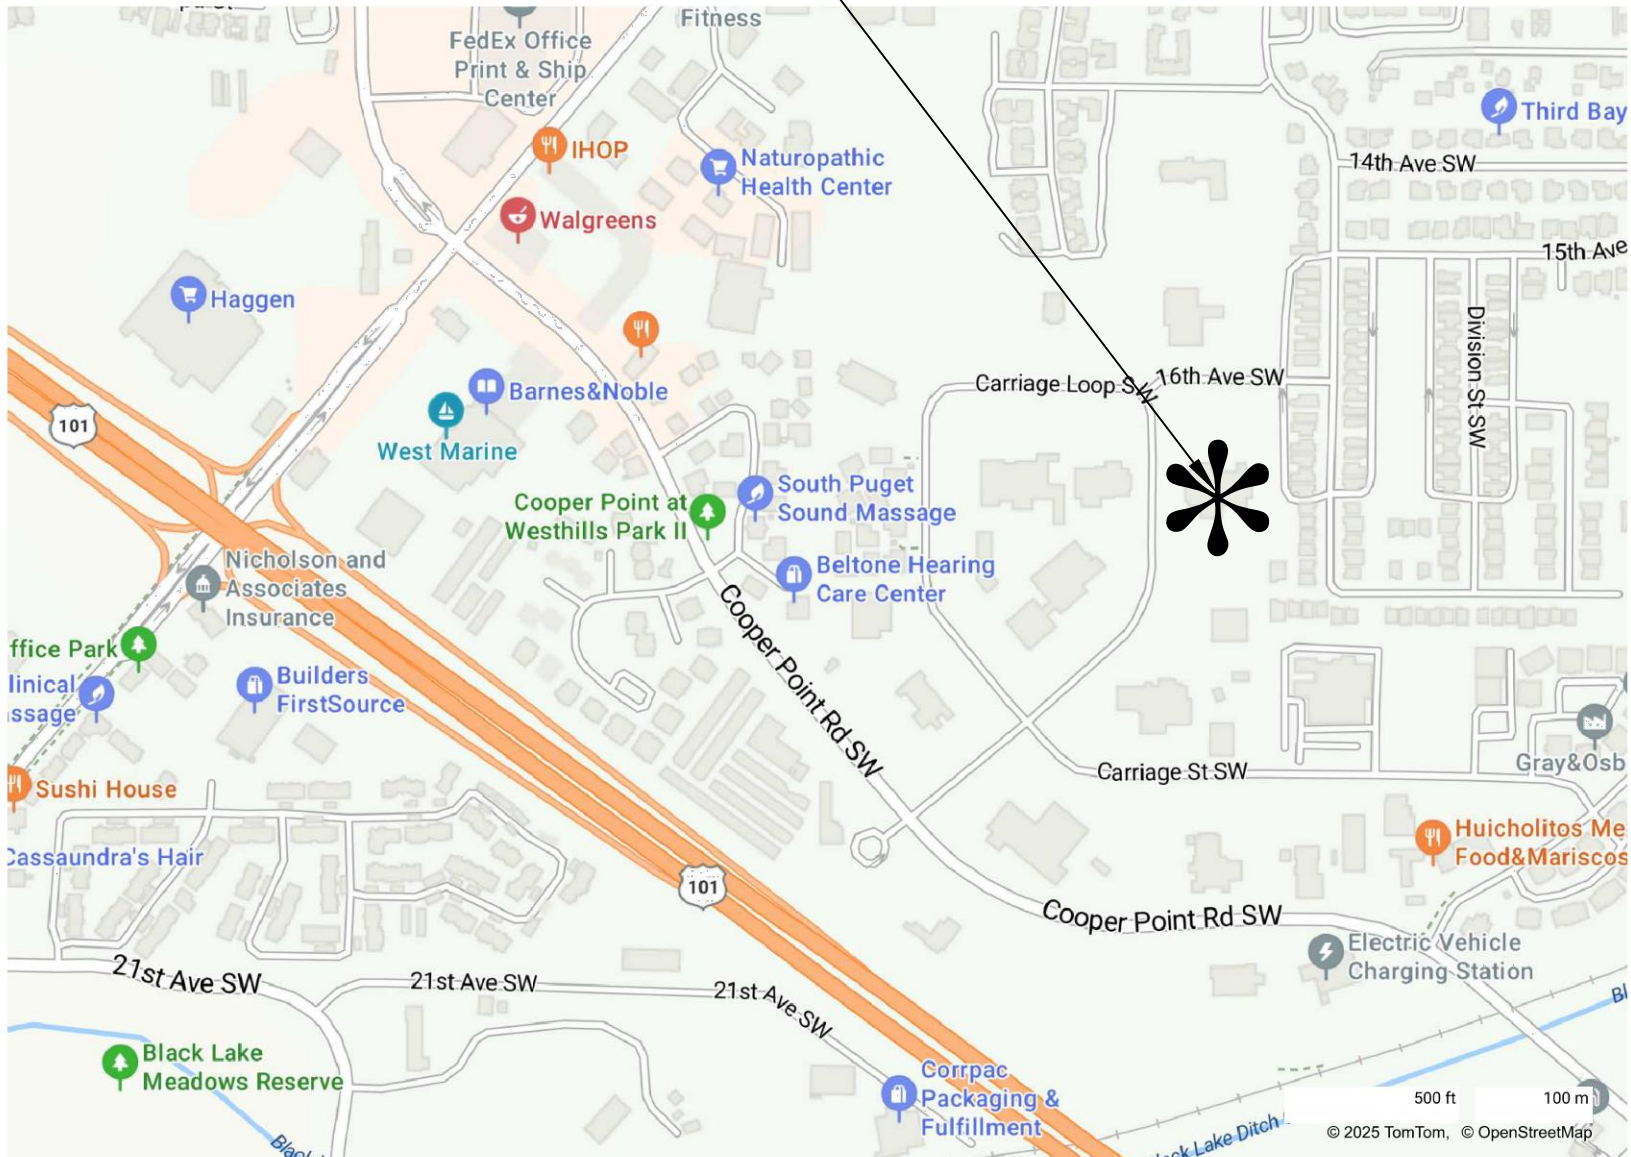 Fitness
FedEx Office
Print & Ship
Center
Third Bay
IHOP
14th Ave SW
Naturopathic
Health Center
Walgreens
15th Ave
Haggen
Division St SW
16th Ave SW
Carriage Loop SW
Barnes&Noble
101
West Marine
South Puget
Sound Massage
Cooper Point at
Westhills Park II
Nicholson and
Associates
Insurance
Beltone Hearing
Care Center
Cooper Point Rd SW
ffice Park
Builders
FirstSource
linical
assage
Gray&Osb
Carriage St SW
Sushi House
Huicholitos Me
Food&Mariscos
Cassaundra's Hair
101
Cooper Point Rd SW
Electric Vehicle
Charging Station
21st Ave SW
21st Ave SW
21st Ave SW
Bl
Black Lake
Meadows Reserve
Corrpac
Packaging &
Fulfillment
500 ft
100 m
ack Lake Ditch
© 2025 TomTom, © OpenStreetMap